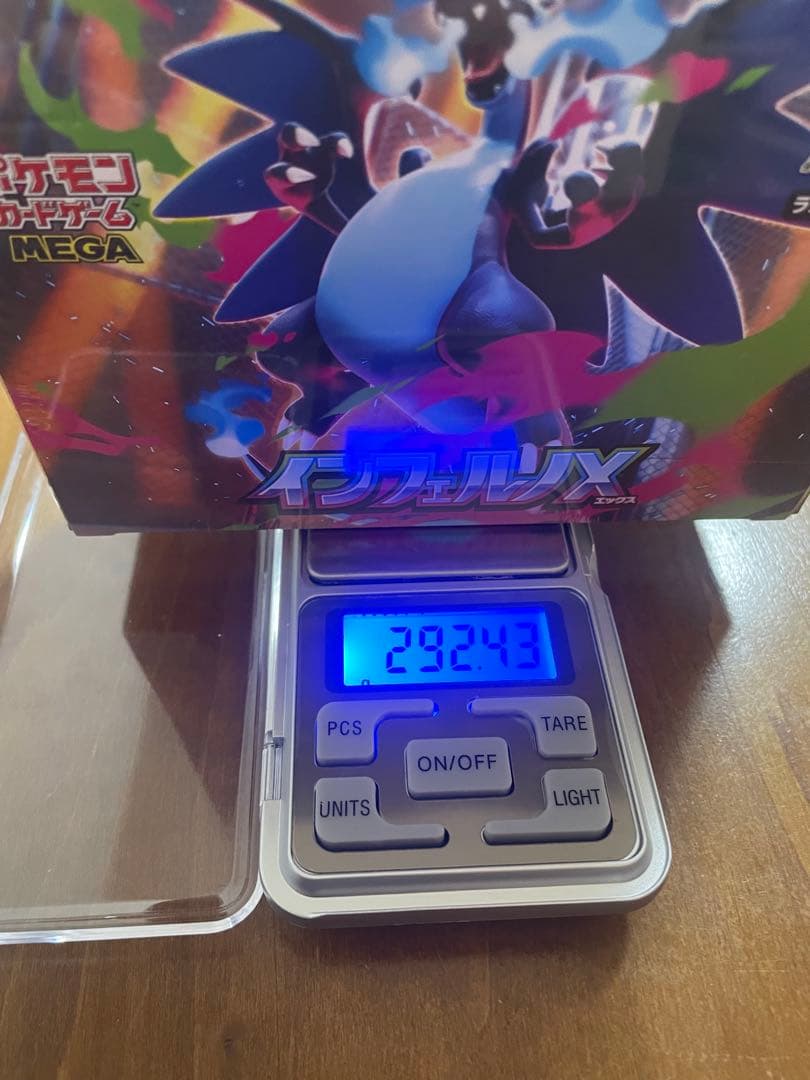 ポケモン
カードゲーム
MEGA
ラ
インフェルノX
エックス
292.43
PCS
TARE
ON/OFF
UNITS
LIGHT